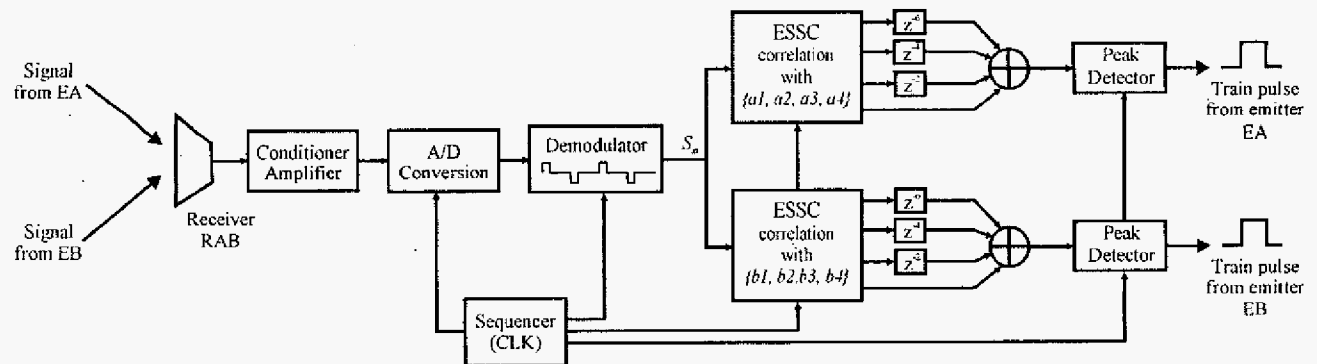 Signal
from EA
Signal
from EB
Receiver
RAB
Conditioner
Amplifier
A/D
Conversion
Demodulator
Sn
Sequencer
(CLK)
ESSC
correlation
with
{a1, a2, a3, a4}
ESSC
correlation
with
{b1, b2,b3, b4}
Peak
Detector
Train pulse
from emitter
EA
Peak
Detector
Train pulse
from emitter
EB